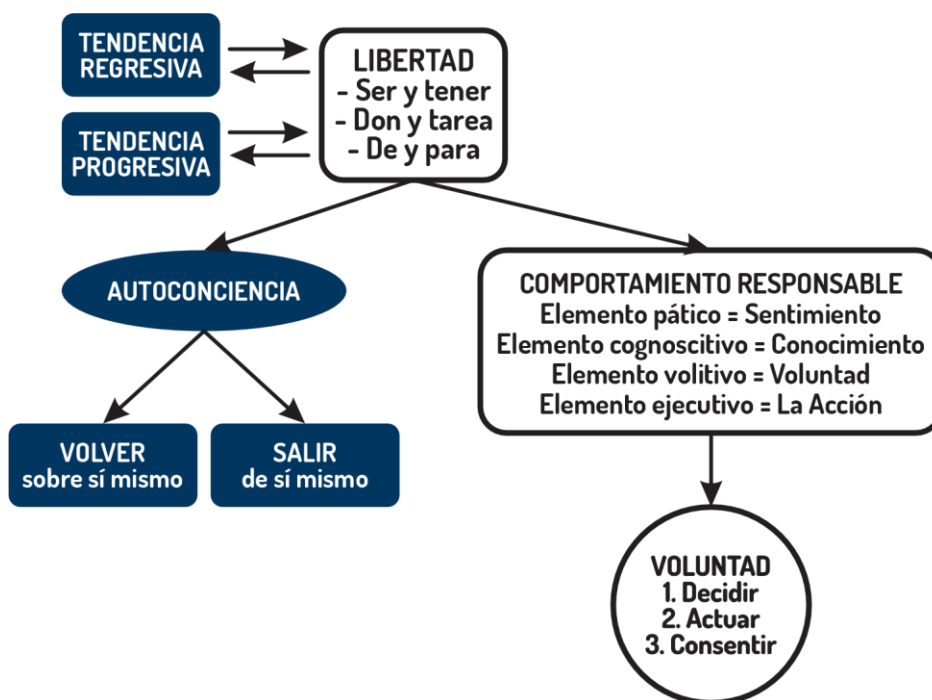 TENDENCIA
REGRESIVA
LIBERTAD
- Ser y tener
- Don y tarea
- De y para
TENDENCIA
PROGRESIVA
AUTOCONCIENCIA
COMPORTAMIENTO RESPONSABLE
Elemento pático = Sentimiento
Elemento cognoscitivo = Conocimiento
Elemento volitivo = Voluntad
Elemento ejecutivo = La Acción
VOLVER
sobre sí mismo
SALIR
de sí mismo
VOLUNTAD
1. Decidir
2. Actuar
3. Consentir